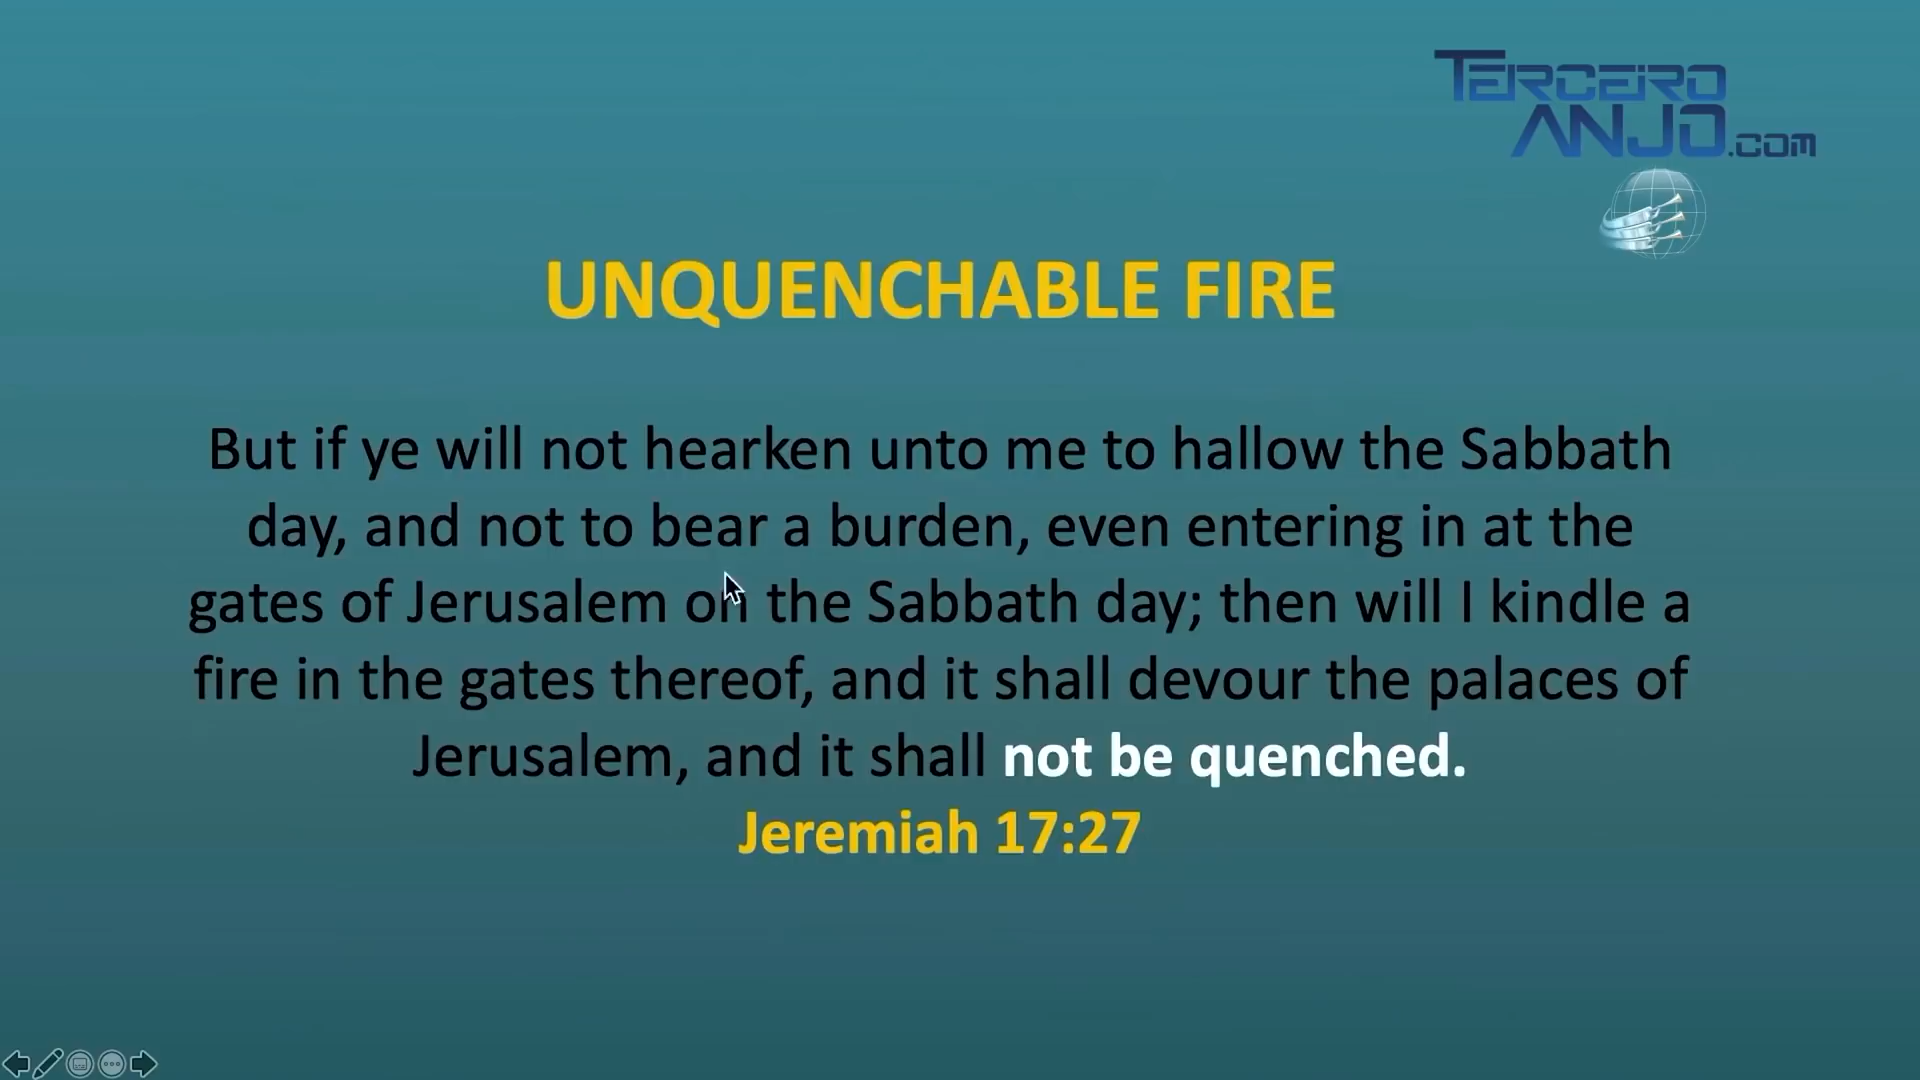 TERCEIRO
ANJO.COM
UNQUENCHABLE FIRE
But if ye will not hearken unto me to hallow the Sabbath
day, and not to bear a burden, even entering in at the
gates of Jerusalem on the Sabbath day; then will I kindle a
fire in the gates thereof, and it shall devour the palaces of
Jerusalem, and it shall not be quenched.
Jeremiah 17:27